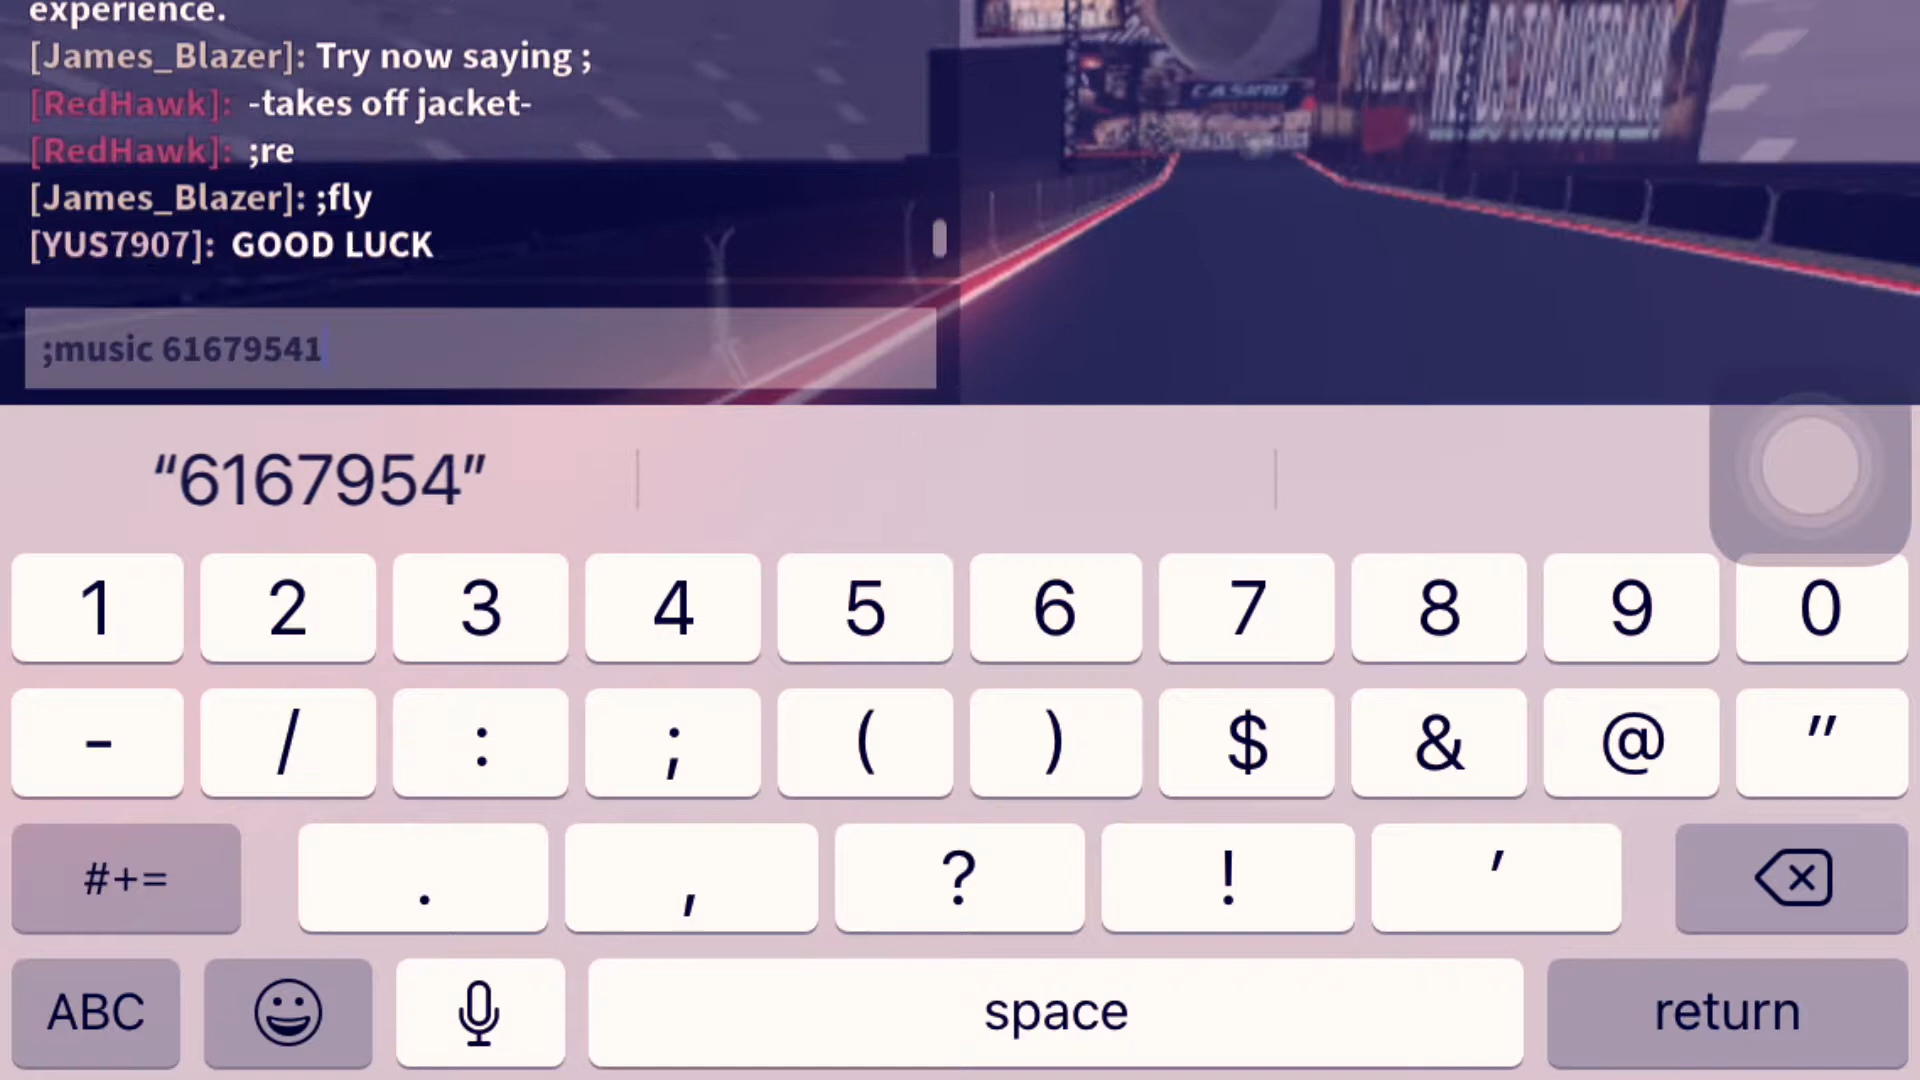 experience.
[James_Blazer]: Try now saying ;
[RedHawk]: -takes off jacket-
[RedHawk]: ;re
[James_Blazer]: ;fly
[YUS7907]: GOOD LUCK
;music 61679541
CASINO
“6167954”
1 2 3 4 5 6 7 8 9 0
- / : ; ( ) $ & @ "
#+= . , ? ! '
ABC space return